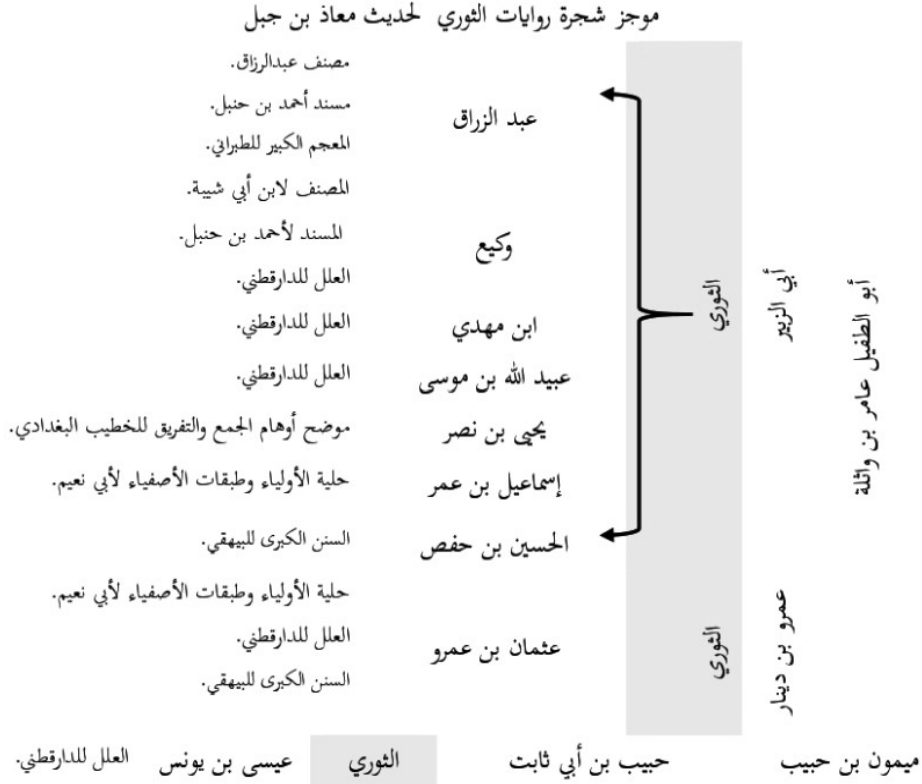 موجز شجرة روايات الثوري لحديث معاذ بن جبل
أبو الطفيل عامر بن واثلة
أبي الزبير
الثوري
عبد الزراق
مصنف عبدالرزاق.
مسند أحمد بن حنبل.
المعجم الكبير للطبراني.
وكيع
المصنف لابن أبي شيبة.
المسند لأحمد بن حنبل.
العلل للدارقطني.
ابن مهدي
العلل للدارقطني.
عبيد الله بن موسى
العلل للدارقطني.
يحيى بن نصر
موضح أوهام الجمع والتفريق للخطيب البغدادي.
إسماعيل بن عمر
حلية الأولياء وطبقات الأصفياء لأبي نعيم.
الحسين بن حفص
السنن الكبرى للبيهقي.
عمرو بن دينار
الثوري
عثمان بن عمرو
حلية الأولياء وطبقات الأصفياء لأبي نعيم.
العلل للدارقطني.
السنن الكبرى للبيهقي.
ميمون بن حبيب حبيب بن أبي ثابت الثوري عيسى بن يونس العلل للدارقطني.